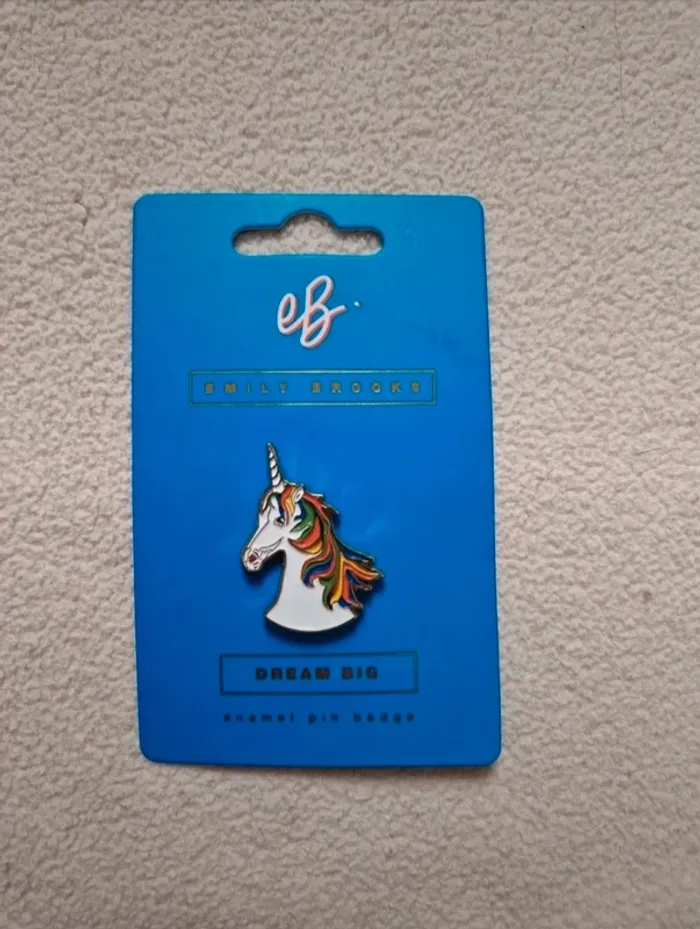 eB.
EMILY BROOKS
DREAM BIG
enamel pin badge